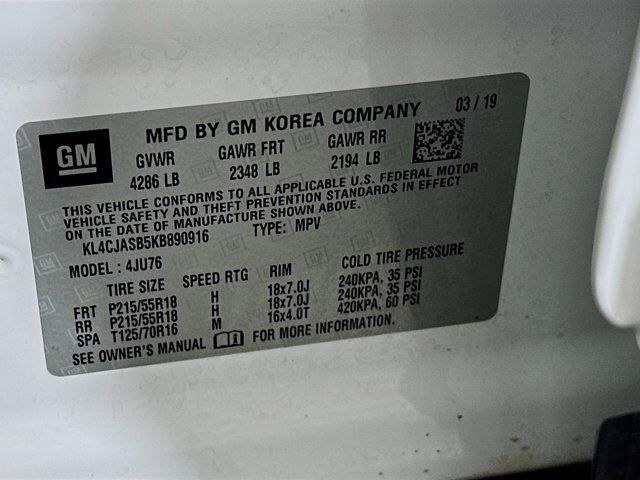 GM
MFD BY GM KOREA COMPANY 03 / 19
GVWR GAWR FRT GAWR RR
4286 LB 2348 LB 2194 LB
THIS VEHICLE CONFORMS TO ALL APPLICABLE U.S. FEDERAL MOTOR
VEHICLE SAFETY AND THEFT PREVENTION STANDARDS IN EFFECT
ON THE DATE OF MANUFACTURE SHOWN ABOVE.
KL4CJASB5KB890916 TYPE: MPV
MODEL : 4JU76
TIRE SIZE SPEED RTG RIM COLD TIRE PRESSURE
FRT P215/55R18 H 18x7.0J 240KPA, 35 PSI
RR P215/55R18 H 18x7.0J 240KPA, 35 PSI
SPA T125/70R16 M 16x4.0T 420KPA, 60 PSI
SEE OWNER'S MANUAL FOR MORE INFORMATION.